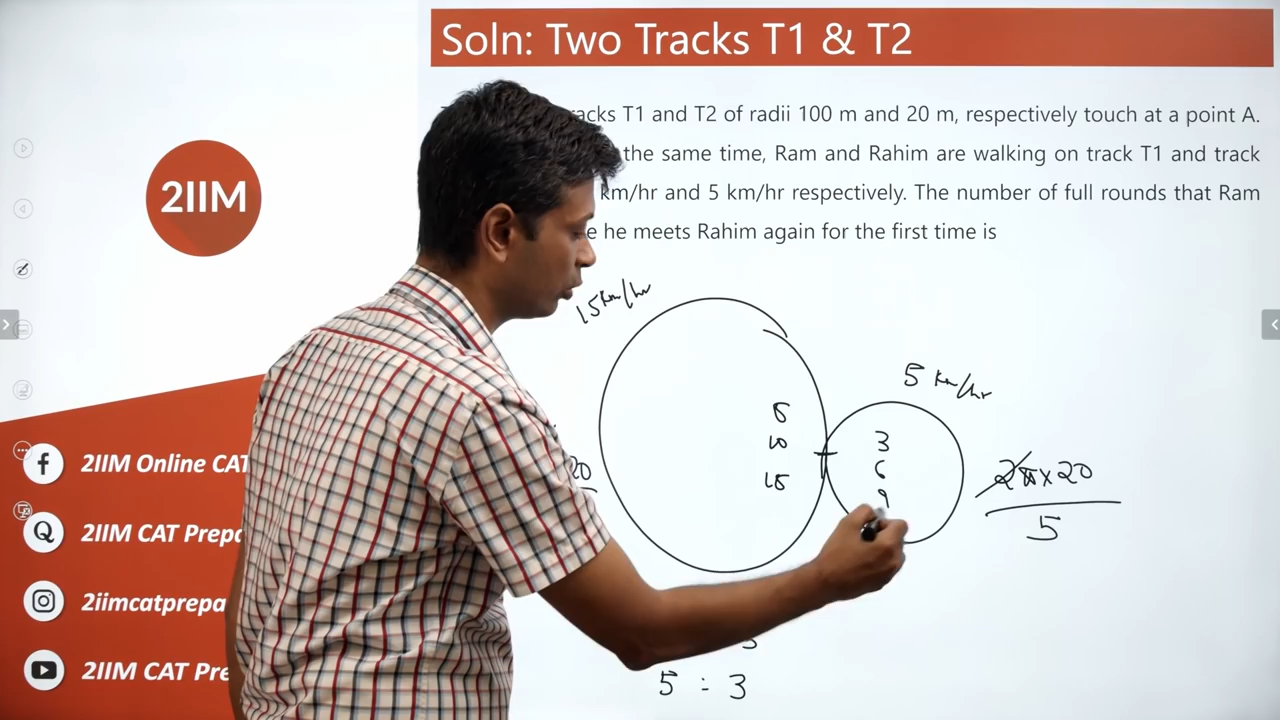 Soln: Two Tracks T1 & T2
tracks T1 and T2 of radii 100 m and 20 m, respectively touch at a point A.
the same time, Ram and Rahim are walking on track T1 and track
km/hr and 5 km/hr respectively. The number of full rounds that Ram
he meets Rahim again for the first time is
2IIM
15 km/hr
5 km/hr
5
10
15
3
6
9
20
2π×20
5
2IIM Online CAT
2IIM CAT Prepa
2iimcatprepa
2IIM CAT Pre
5 : 3